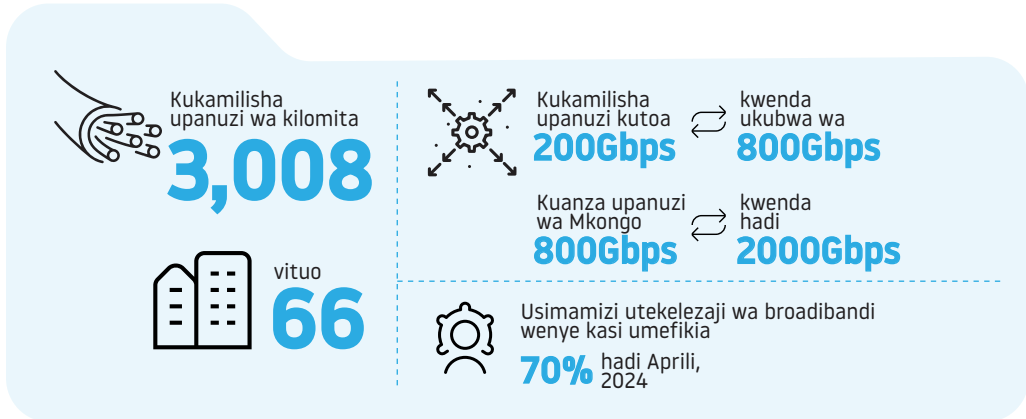 Kukamilisha
upanuzi wa kilomita
3,008
vituo
66
Kukamilisha
upanuzi kutoa
200Gbps
kwenda
ukubwa wa
800Gbps
Kuanza upanuzi
wa Mkongo
800Gbps
kwenda
hadi
2000Gbps
Usimamizi utekelezaji wa broadibandi
wenye kasi umefikia
70% hadi Aprili,
2024